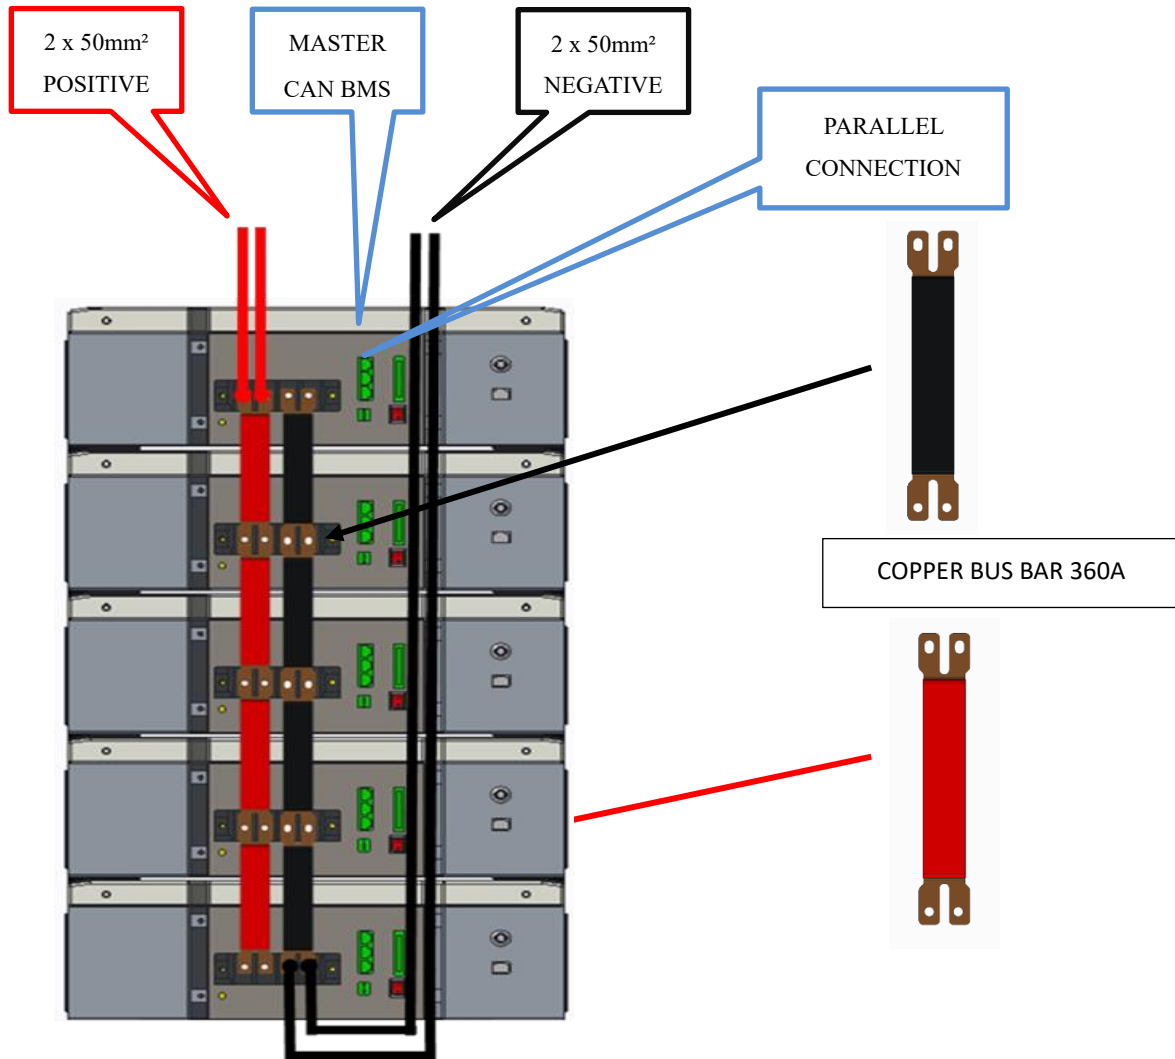 2 x 50mm²
POSITIVE
MASTER
CAN BMS
2 x 50mm²
NEGATIVE
PARALLEL
CONNECTION
COPPER BUS BAR 360A